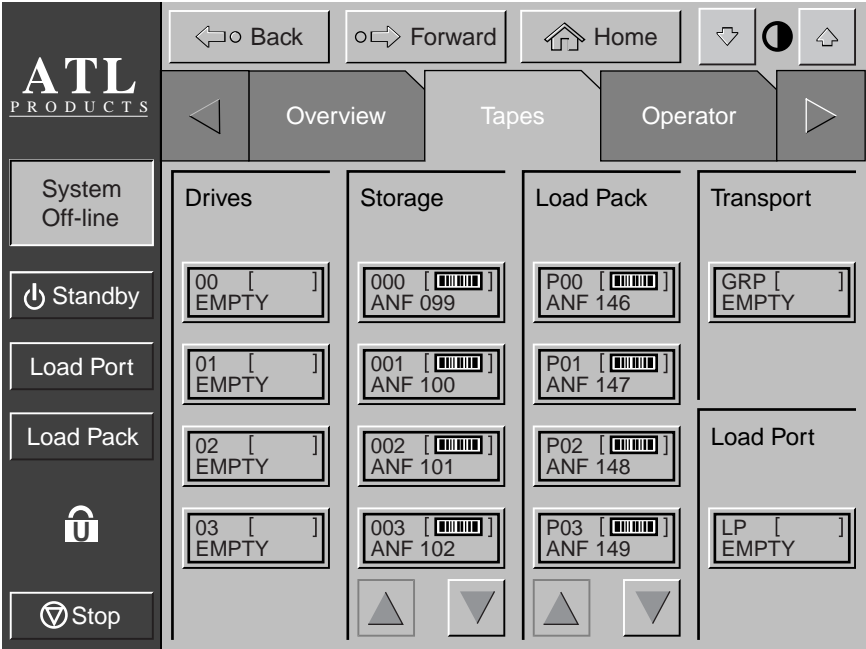 ATL
PRODUCTS
Back
Forward
Home
Overview
Tapes
Operator
System
Off-line
Standby
Load Port
Load Pack
U
Stop
Drives
00 [ ]
EMPTY
01 [ ]
EMPTY
02 [ ]
EMPTY
03 [ ]
EMPTY
Storage
000 [ ]
ANF 099
001 [ ]
ANF 100
002 [ ]
ANF 101
003 [ ]
ANF 102
Load Pack
P00 [ ]
ANF 146
P01 [ ]
ANF 147
P02 [ ]
ANF 148
P03 [ ]
ANF 149
Transport
GRP [ ]
EMPTY
Load Port
LP [ ]
EMPTY